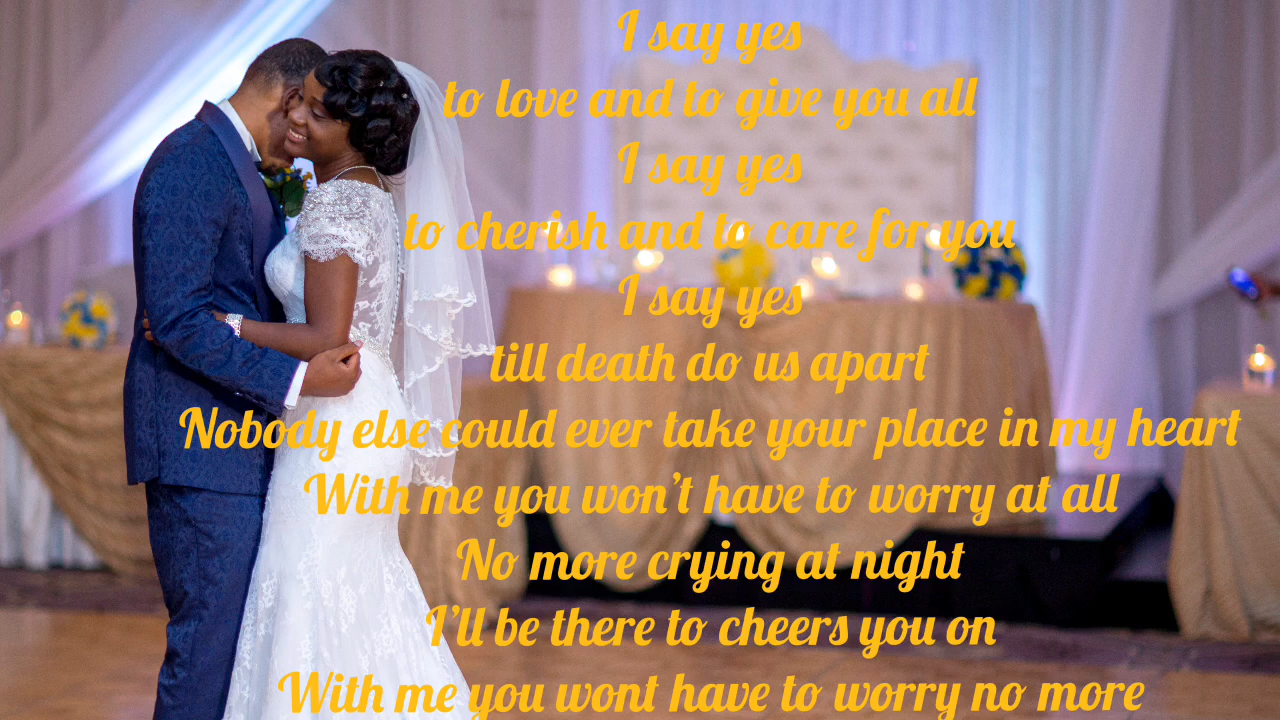 I say yes
to love and to give you all
I say yes
to cherish and to care for you
I say yes
till death do us apart
Nobody else could ever take your place in my heart
With me you won’t have to worry at all
No more crying at night
I’ll be there to cheers you on
With me you wont have to worry no more